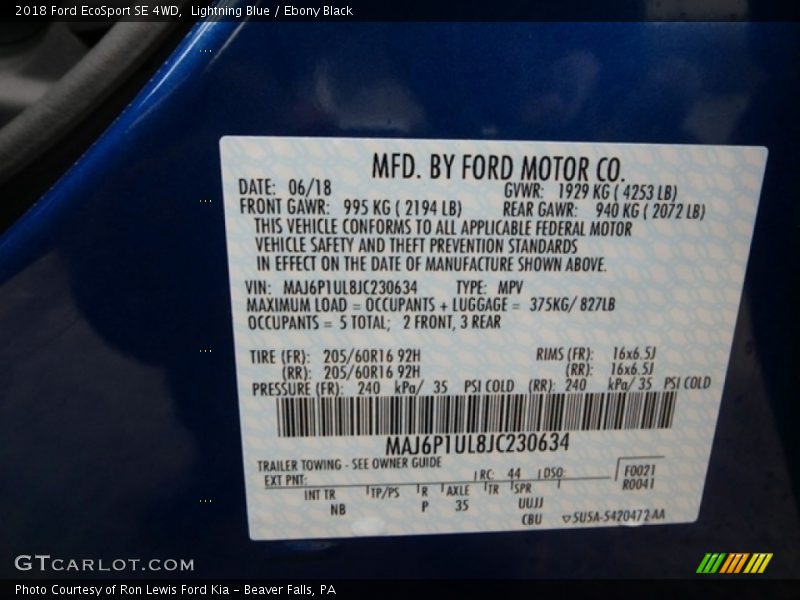 2018 Ford EcoSport SE 4WD,  Lightning Blue / Ebony Black
MFD. BY FORD MOTOR CO.
DATE: 06/18 GVWR: 1929 KG ( 4253 LB)
FRONT GAWR: 995 KG ( 2194 LB) REAR GAWR: 940 KG ( 2072 LB)
THIS VEHICLE CONFORMS TO ALL APPLICABLE FEDERAL MOTOR
VEHICLE SAFETY AND THEFT PREVENTION STANDARDS
IN EFFECT ON THE DATE OF MANUFACTURE SHOWN ABOVE.
VIN: MAJ6P1UL8JC230634 TYPE: MPV
MAXIMUM LOAD = OCCUPANTS + LUGGAGE = 375KG/ 827LB
OCCUPANTS = 5 TOTAL; 2 FRONT, 3 REAR
TIRE (FR): 205/60R16 92H RIMS (FR): 16x6.5J
(RR): 205/60R16 92H (RR): 16x6.5J
PRESSURE (FR): 240 kPa/ 35 PSI COLD (RR): 240 kPa/ 35 PSI COLD
MAJ6P1UL8JC230634
TRAILER TOWING - SEE OWNER GUIDE
EXT PNT: RC: 44 DSO: F0021
R0041
INT TR TP/PS R AXLE TR SPR
NB P 35 UUJJ
CBU SU5A-5420472-AA
GTCARLOT.COM
Photo Courtesy of Ron Lewis Ford Kia - Beaver Falls, PA